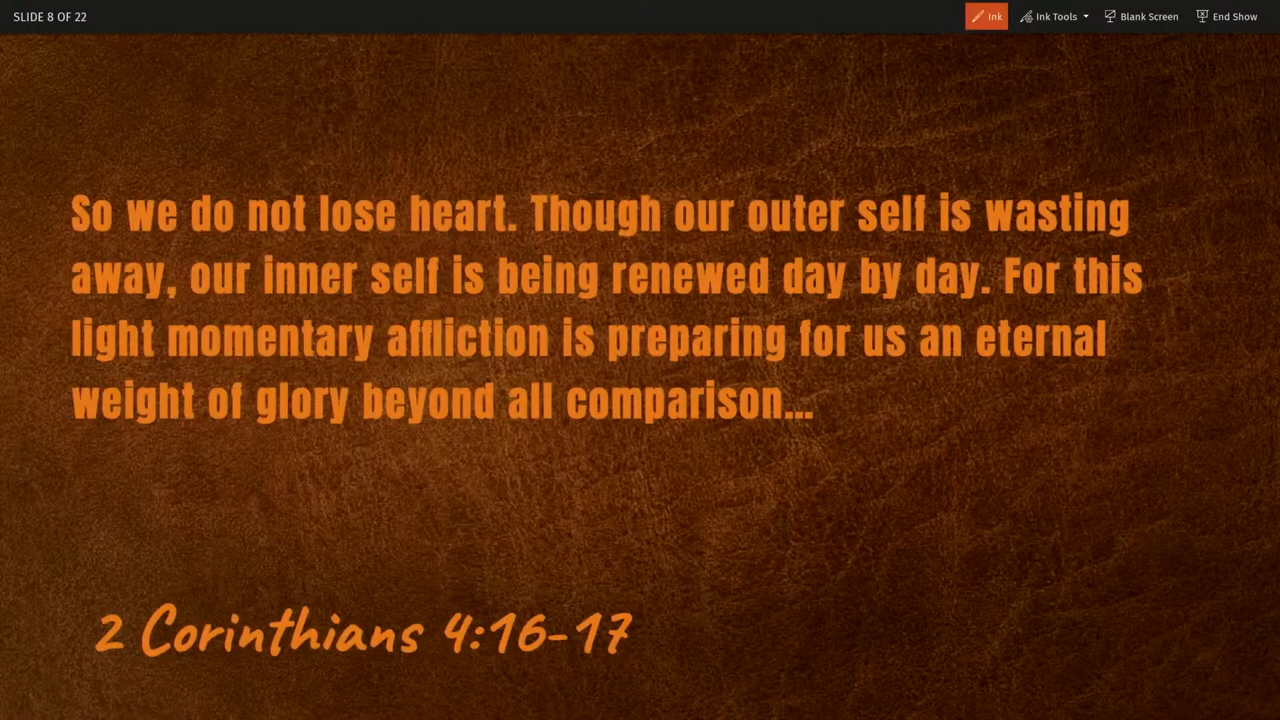 SLIDE 8 OF 22
Ink
Ink Tools
Blank Screen
End Show
So we do not lose heart. Though our outer self is wasting
away, our inner self is being renewed day by day. For this
light momentary affliction is preparing for us an eternal
weight of glory beyond all comparison...
2 Corinthians 4:16-17